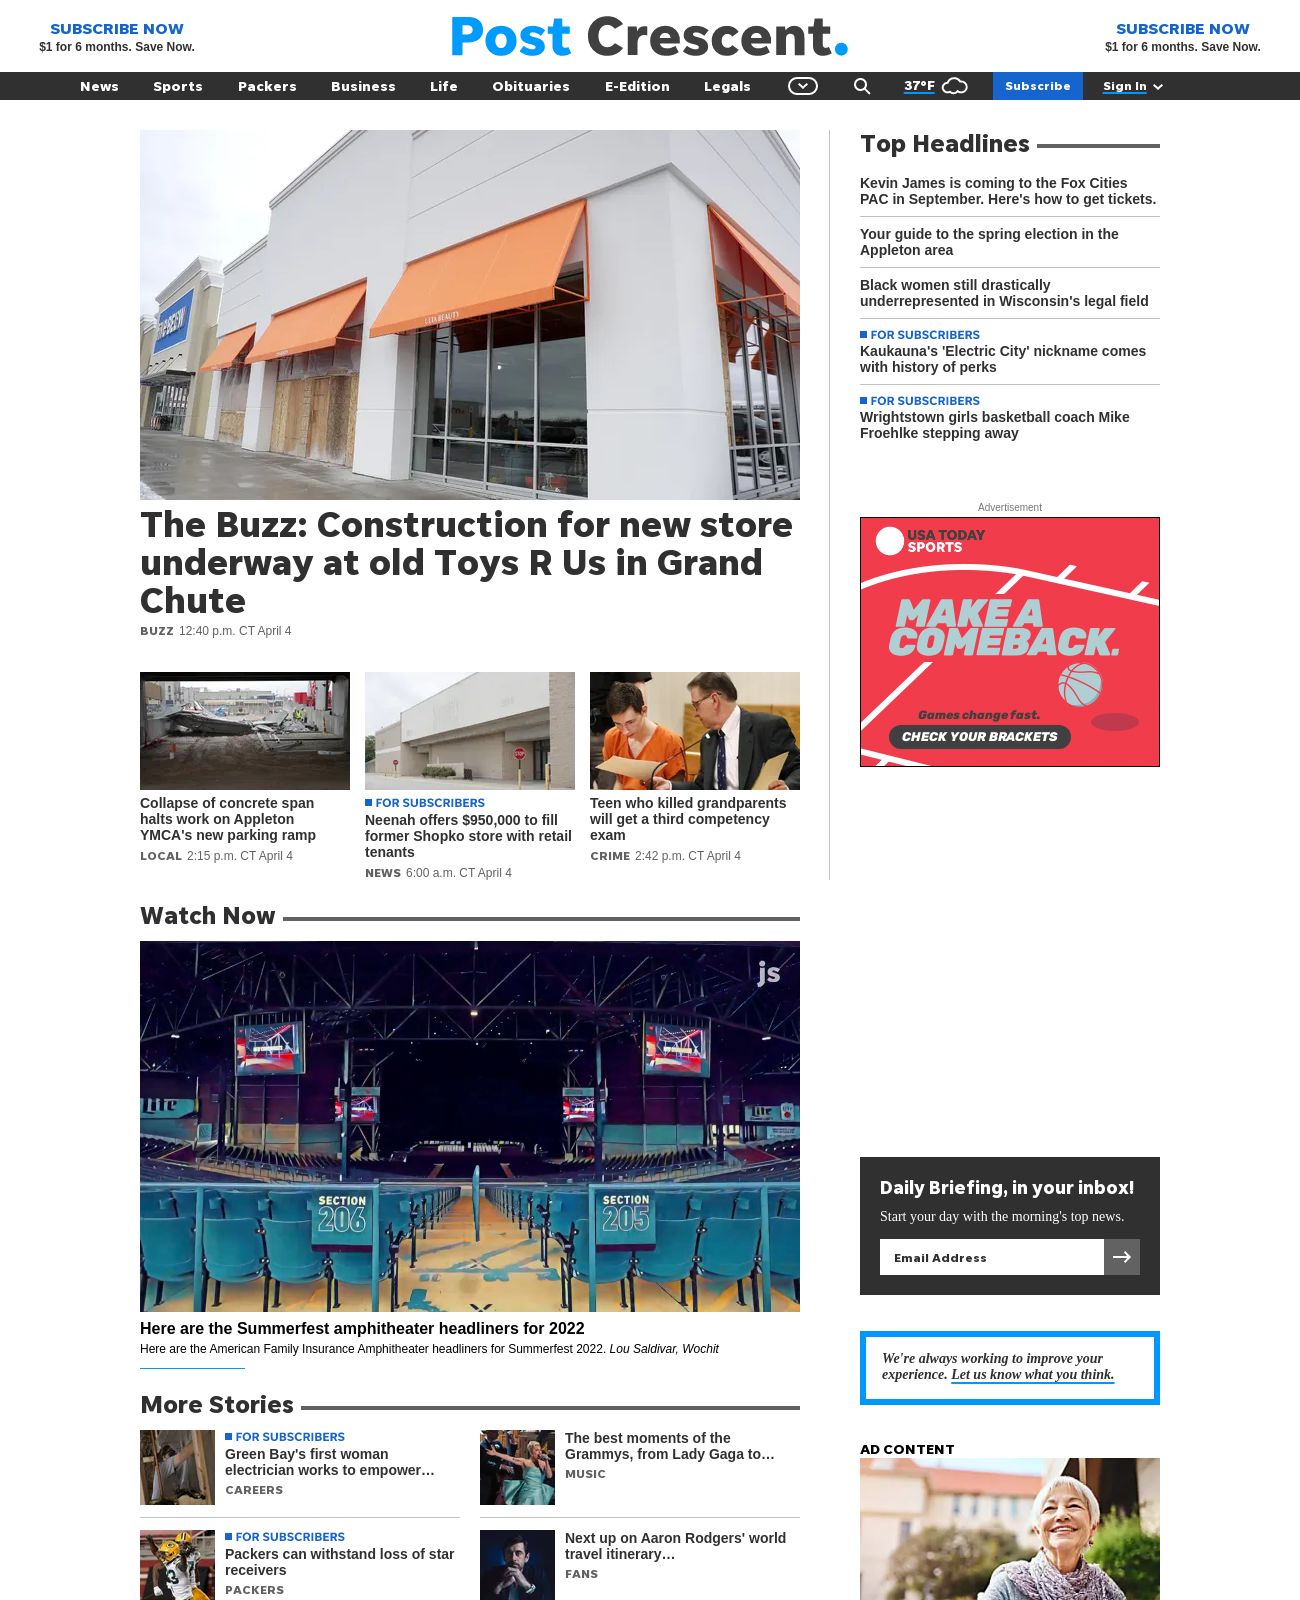 SUBSCRIBE NOW
$1 for 6 months. Save Now.
Post Crescent.
SUBSCRIBE NOW
$1 for 6 months. Save Now.
News Sports Packers Business Life Obituaries E-Edition Legals 37°F Subscribe Sign In
ULTA BEAUTY
The Buzz: Construction for new store
underway at old Toys R Us in Grand
Chute
BUZZ 12:40 p.m. CT April 4
Collapse of concrete span
halts work on Appleton
YMCA's new parking ramp
LOCAL 2:15 p.m. CT April 4
STOP
FOR SUBSCRIBERS
Neenah offers $950,000 to fill
former Shopko store with retail
tenants
NEWS 6:00 a.m. CT April 4
Teen who killed grandparents
will get a third competency
exam
CRIME 2:42 p.m. CT April 4
Top Headlines
Kevin James is coming to the Fox Cities
PAC in September. Here's how to get tickets.
Your guide to the spring election in the
Appleton area
Black women still drastically
underrepresented in Wisconsin's legal field
FOR SUBSCRIBERS
Kaukauna's 'Electric City' nickname comes
with history of perks
FOR SUBSCRIBERS
Wrightstown girls basketball coach Mike
Froehlke stepping away
Advertisement
USA TODAY
SPORTS
MAKE A
COMEBACK.
Games change fast.
CHECK YOUR BRACKETS
Watch Now
js
Lite
Lite
SECTION
206
SECTION
205
Here are the Summerfest amphitheater headliners for 2022
Here are the American Family Insurance Amphitheater headliners for Summerfest 2022. Lou Saldivar, Wochit
Daily Briefing, in your inbox!
Start your day with the morning's top news.
Email Address
We're always working to improve your
experience. Let us know what you think.
More Stories
FOR SUBSCRIBERS
Green Bay's first woman
electrician works to empower…
CAREERS
The best moments of the
Grammys, from Lady Gaga to…
MUSIC
FOR SUBSCRIBERS
Packers can withstand loss of star
receivers
PACKERS
Next up on Aaron Rodgers' world
travel itinerary…
FANS
AD CONTENT